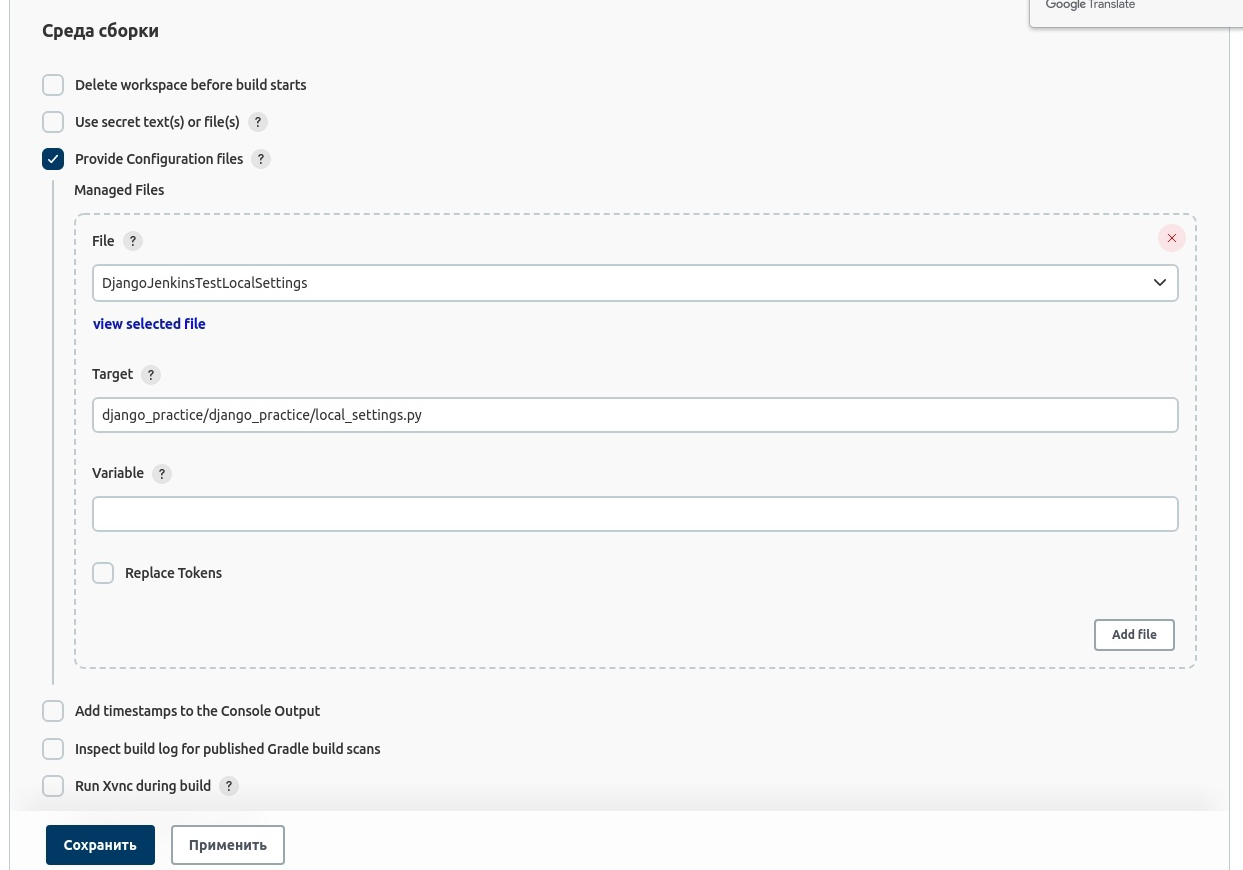 Google Translate
Среда сборки
Delete workspace before build starts
Use secret text(s) or file(s) ?
Provide Configuration files ?
Managed Files
File ?
DjangoJenkinsTestLocalSettings
view selected file
Target ?
django_practice/django_practice/local_settings.py
Variable ?
Replace Tokens
Add file
Add timestamps to the Console Output
Inspect build log for published Gradle build scans
Run Xvnc during build ?
Сохранить
Применить